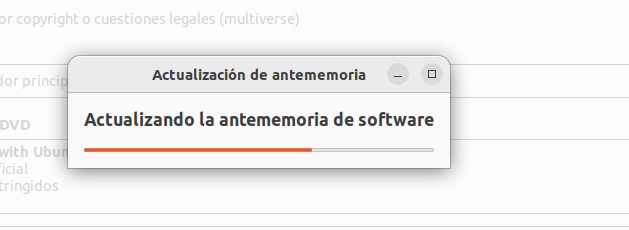 or copyright o cuestiones legales (multiverse)
Actualización de antememoria
dor princip
Actualizando la antememoria de software
DVD
with Ubun
ficial
tringidos